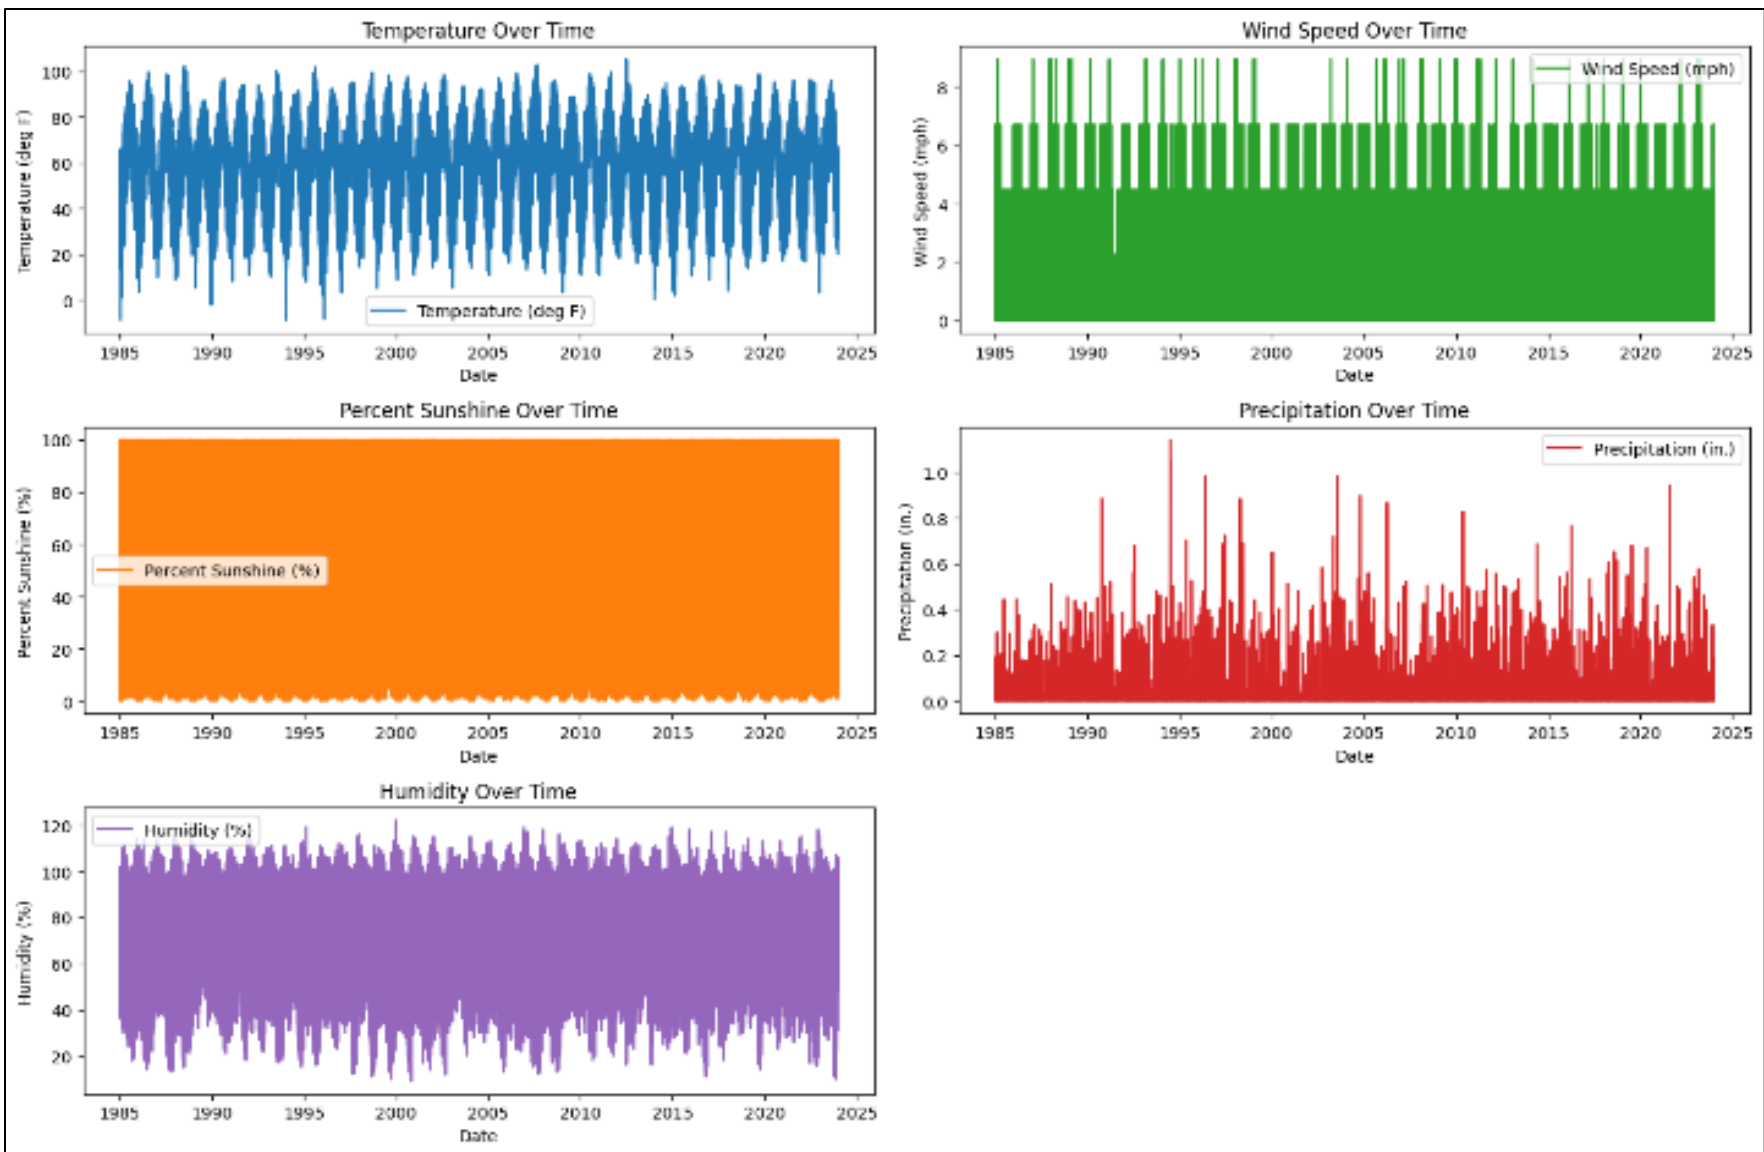 Temperature Over Time
Temperature (deg F)
100
80
60
40
20
0
Temperature (deg F)
1985 1990 1995 2000 2005 2010 2015 2020 2025
Date
Wind Speed Over Time
Wind Speed (mph)
8
6
4
2
0
Wind Speed (mph)
1985 1990 1995 2000 2005 2010 2015 2020 2025
Date
Percent Sunshine Over Time
Percent Sunshine (%)
100
80
60
40
20
0
Percent Sunshine (%)
1985 1990 1995 2000 2005 2010 2015 2020 2025
Date
Precipitation Over Time
Precipitation (in.)
1.0
0.8
0.6
0.4
0.2
0.0
Precipitation (in.)
1985 1990 1995 2000 2005 2010 2015 2020 2025
Date
Humidity Over Time
Humidity (%)
120
100
80
60
40
20
Humidity (%)
1985 1990 1995 2000 2005 2010 2015 2020 2025
Date